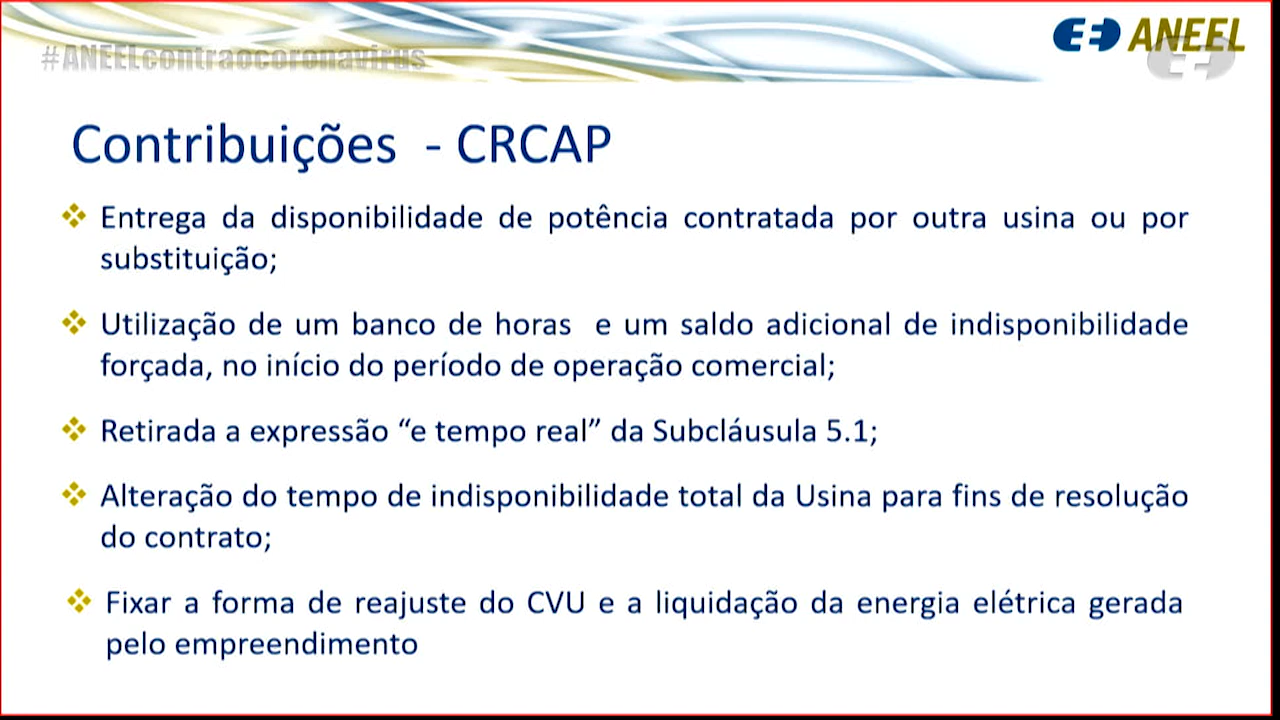 #ANEELcontraocoronavirus
ANEEL
Contribuições - CRCAP
Entrega da disponibilidade de potência contratada por outra usina ou por
substituição;
Utilização de um banco de horas e um saldo adicional de indisponibilidade
forçada, no início do período de operação comercial;
Retirada a expressão “e tempo real” da Subcláusula 5.1;
Alteração do tempo de indisponibilidade total da Usina para fins de resolução
do contrato;
Fixar a forma de reajuste do CVU e a liquidação da energia elétrica gerada
pelo empreendimento